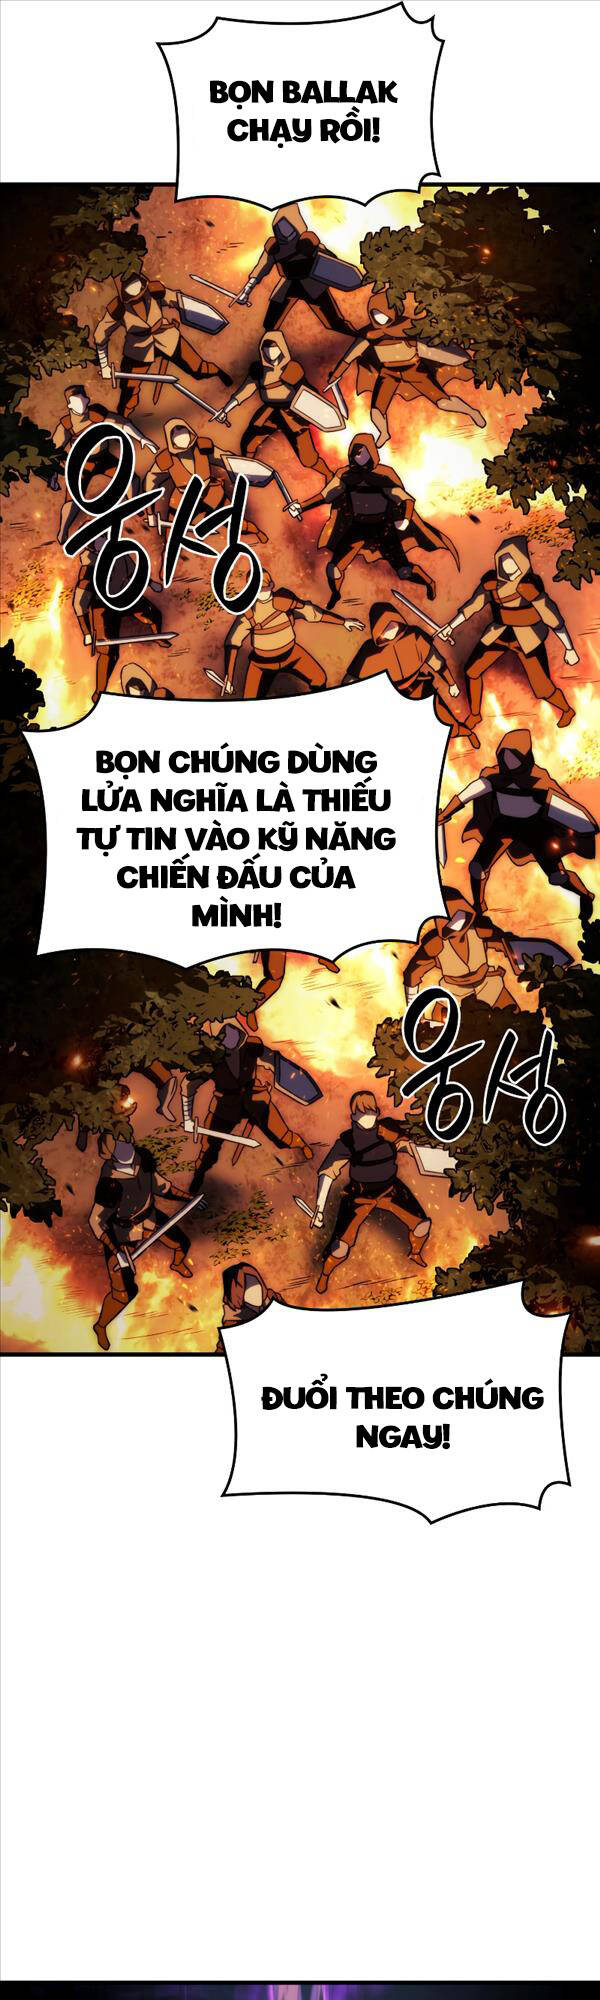 BỌN BALLAK
CHẠY RỒI!
웅성
BỌN CHÚNG DÙNG
LỬA NGHĨA LÀ THIẾU
TỰ TIN VÀO KỸ NĂNG
CHIẾN ĐẤU CỦA
MÌNH!
웅성
ĐUỔI THEO CHÚNG
NGAY!